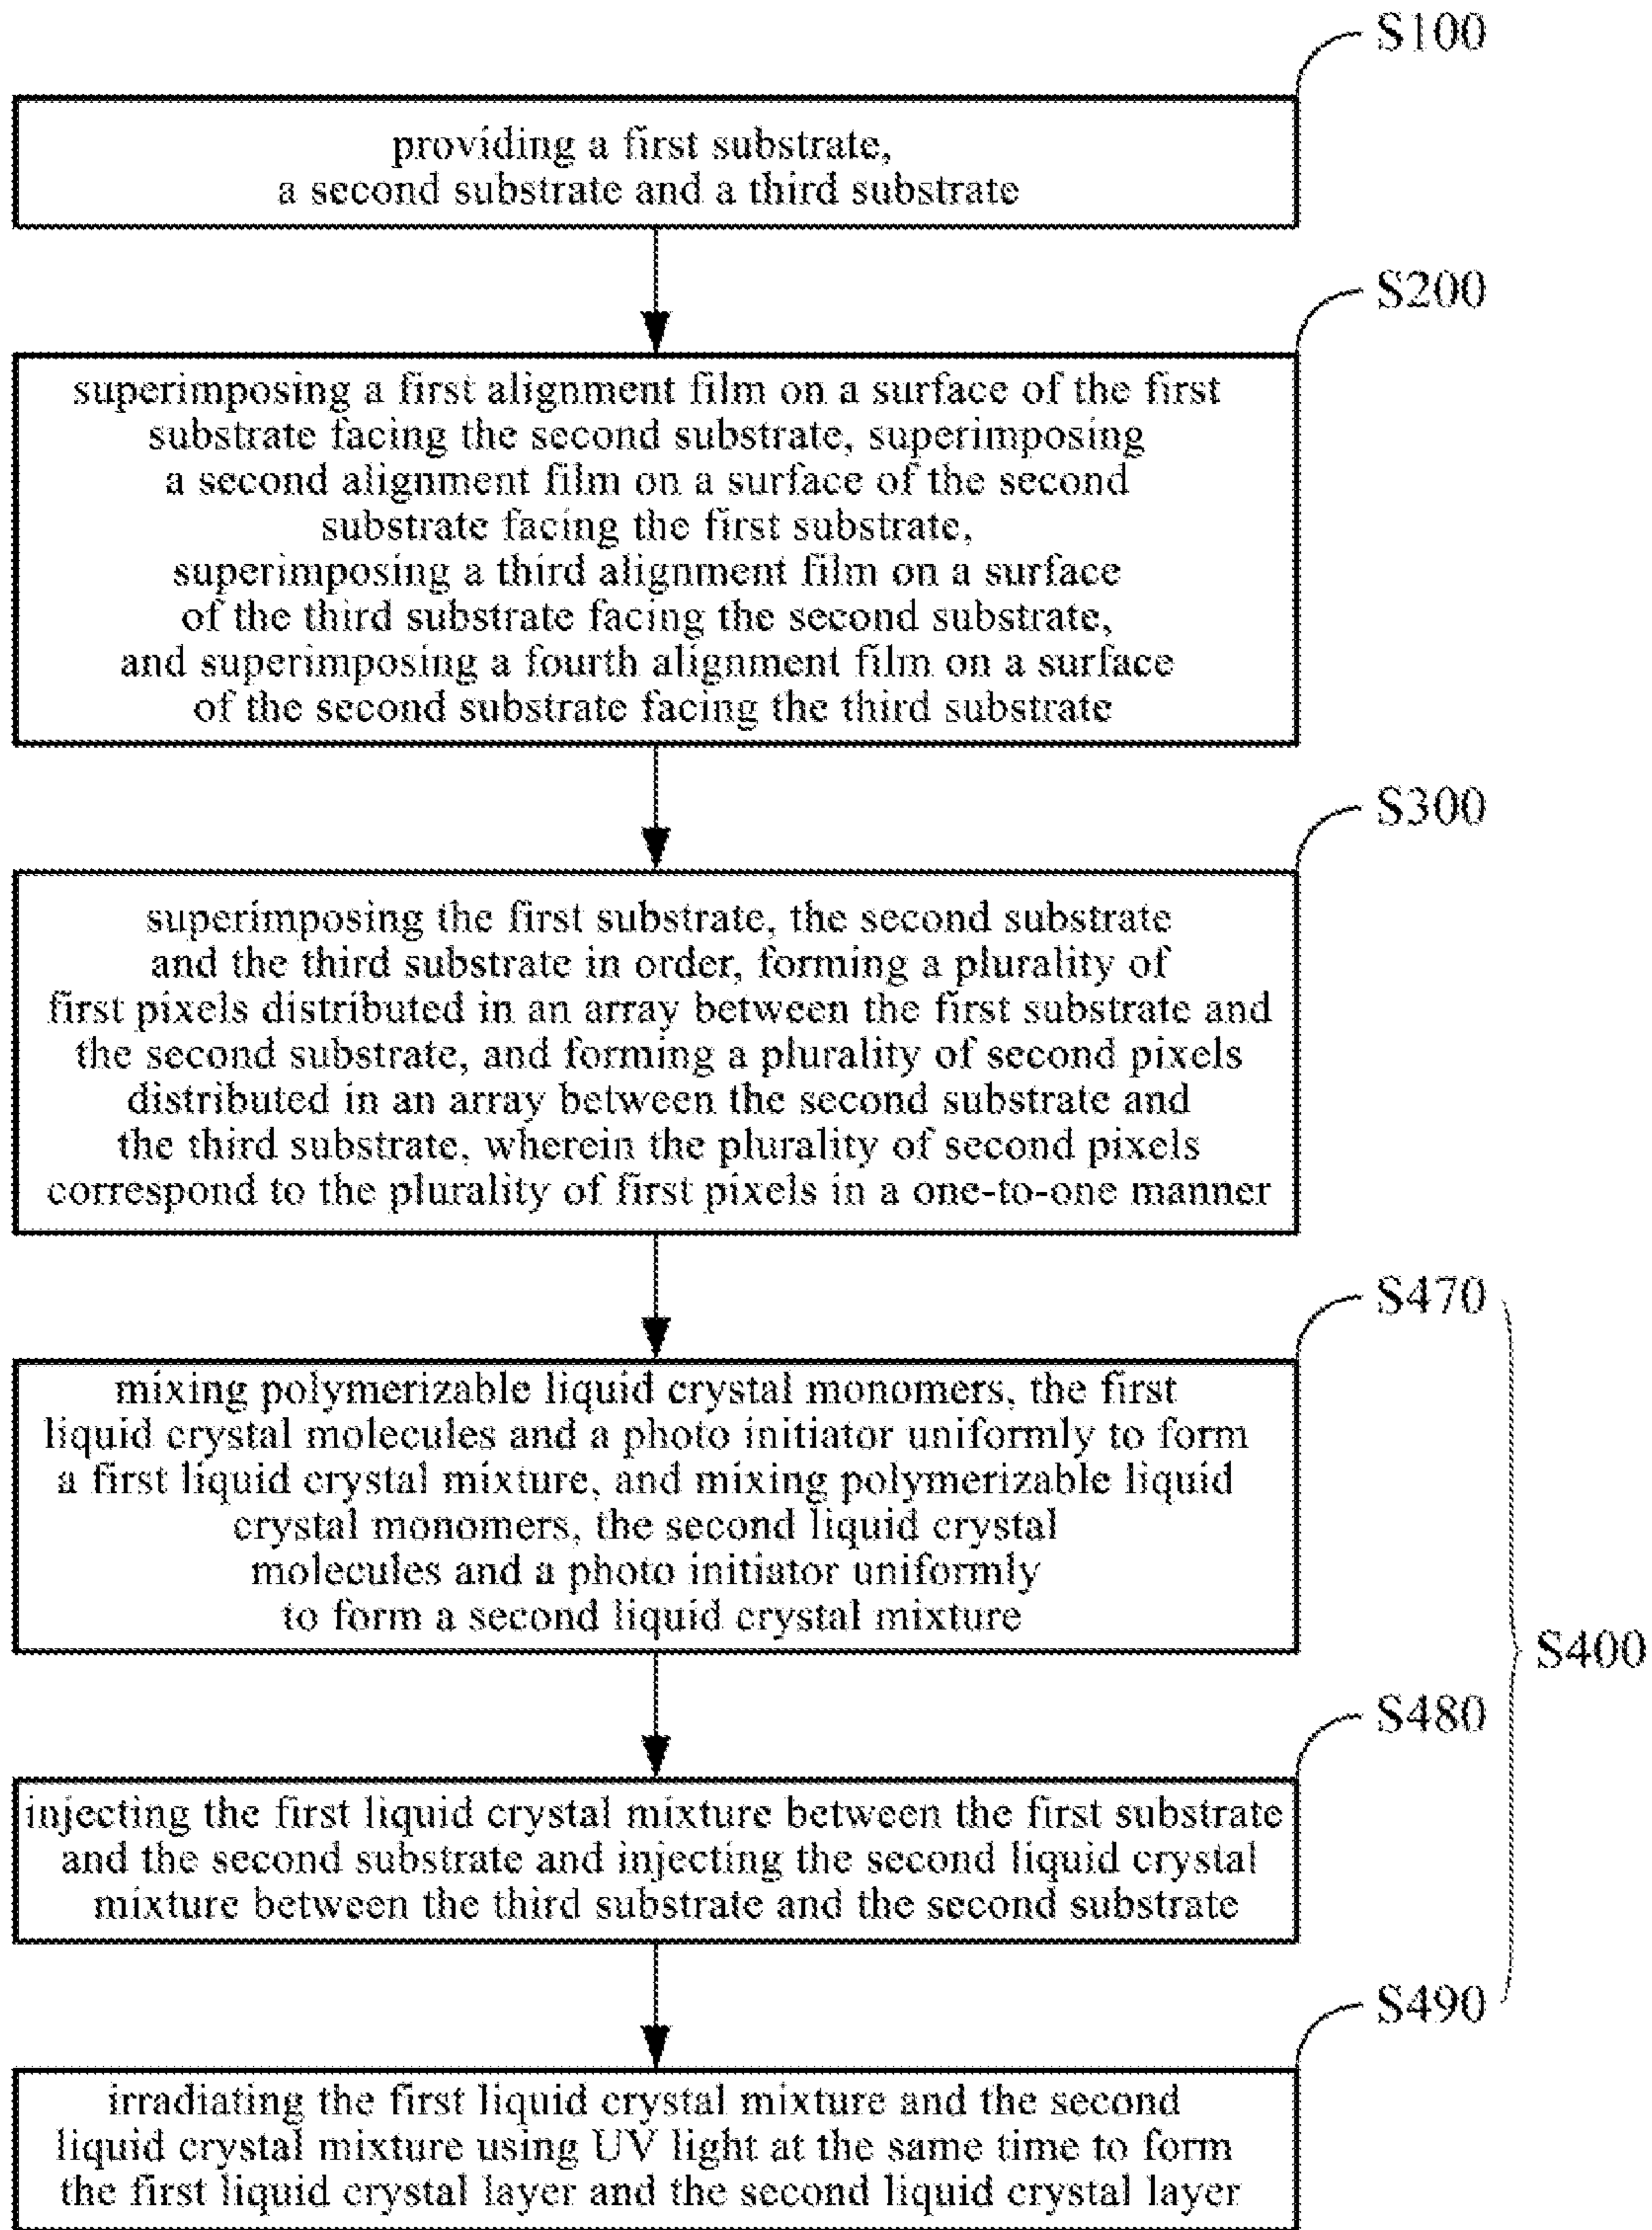 S100
providing a first substrate,
a second substrate and a third substrate
S200
superimposing a first alignment film on a surface of the first
substrate facing the second substrate, superimposing
a second alignment film on a surface of the second
substrate facing the first substrate,
superimposing a third alignment film on a surface
of the third substrate facing the second substrate,
and superimposing a fourth alignment film on a surface
of the second substrate facing the third substrate
S300
superimposing the first substrate, the second substrate
and the third substrate in order, forming a plurality of
first pixels distributed in an array between the first substrate and
the second substrate, and forming a plurality of second pixels
distributed in an array between the second substrate and
the third substrate, wherein the plurality of second pixels
correspond to the plurality of first pixels in a one-to-one manner
S470
mixing polymerizable liquid crystal monomers, the first
liquid crystal molecules and a photo initiator uniformly to form
a first liquid crystal mixture, and mixing polymerizable liquid
crystal monomers, the second liquid crystal
molecules and a photo initiator uniformly
to form a second liquid crystal mixture
S400
S480
injecting the first liquid crystal mixture between the first substrate
and the second substrate and injecting the second liquid crystal
mixture between the third substrate and the second substrate
S490
irradiating the first liquid crystal mixture and the second
liquid crystal mixture using UV light at the same time to form
the first liquid crystal layer and the second liquid crystal layer